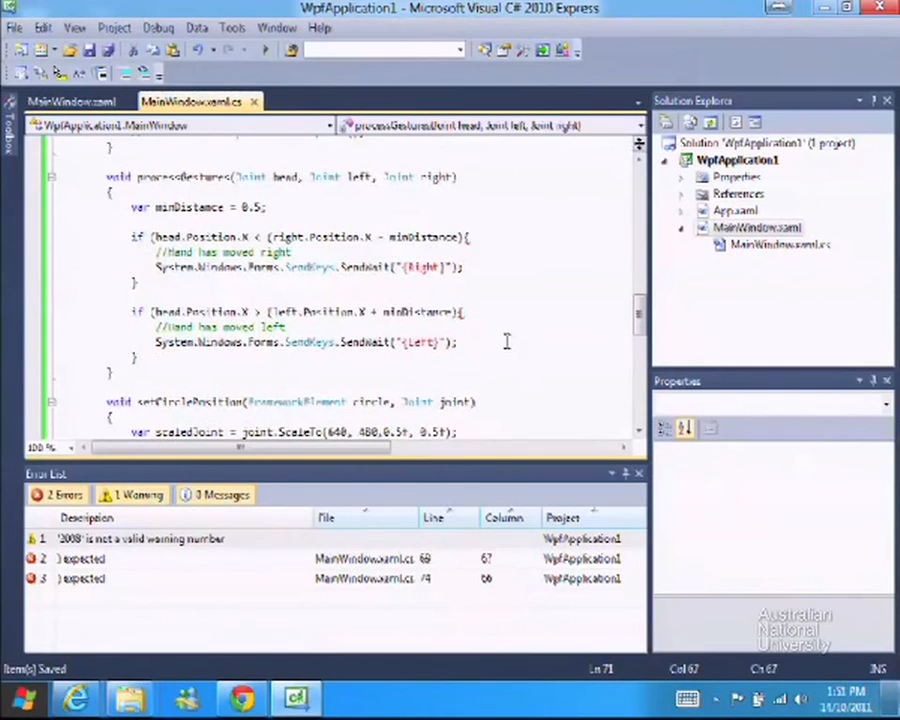 WpfApplication1 - Microsoft Visual C# 2010 Express
File Edit View Project Debug Data Tools Window Help
MainWindow.xaml MainWindow.xaml.cs
WpfApplication1.MainWindow processGestures(Joint head, Joint left, Joint right)
}
void processGestures(Joint head, Joint left, Joint right)
{
var minDistance = 0.5;
if (head.Position.X < (right.Position.X - minDistance){
//Hand has moved right
System.Windows.Forms.SendKeys.SendWait("{Right}");
}
if (head.Position.X > (left.Position.X + minDistance){
//Hand has moved left
System.Windows.Forms.SendKeys.SendWait("{Left}");
}
}
void setCirclePosition(FrameworkElement circle, Joint joint)
{
var scaledJoint = joint.ScaleTo(640, 480,0.5f, 0.5f);
100 %
Toolbox
Solution Explorer
Solution 'WpfApplication1' (1 project)
WpfApplication1
Properties
References
App.xaml
MainWindow.xaml
MainWindow.xaml.cs
Properties
Error List
2 Errors 1 Warning 0 Messages
Description File Line Column Project
1 '2008' is not a valid warning number WpfApplication1
2 ) expected MainWindow.xaml.cs 69 67 WpfApplication1
3 ) expected MainWindow.xaml.cs 74 66 WpfApplication1
Australian
National
University
Item(s) Saved Ln 71 Col 67 Ch 67 INS
1:51 PM
14/10/2011